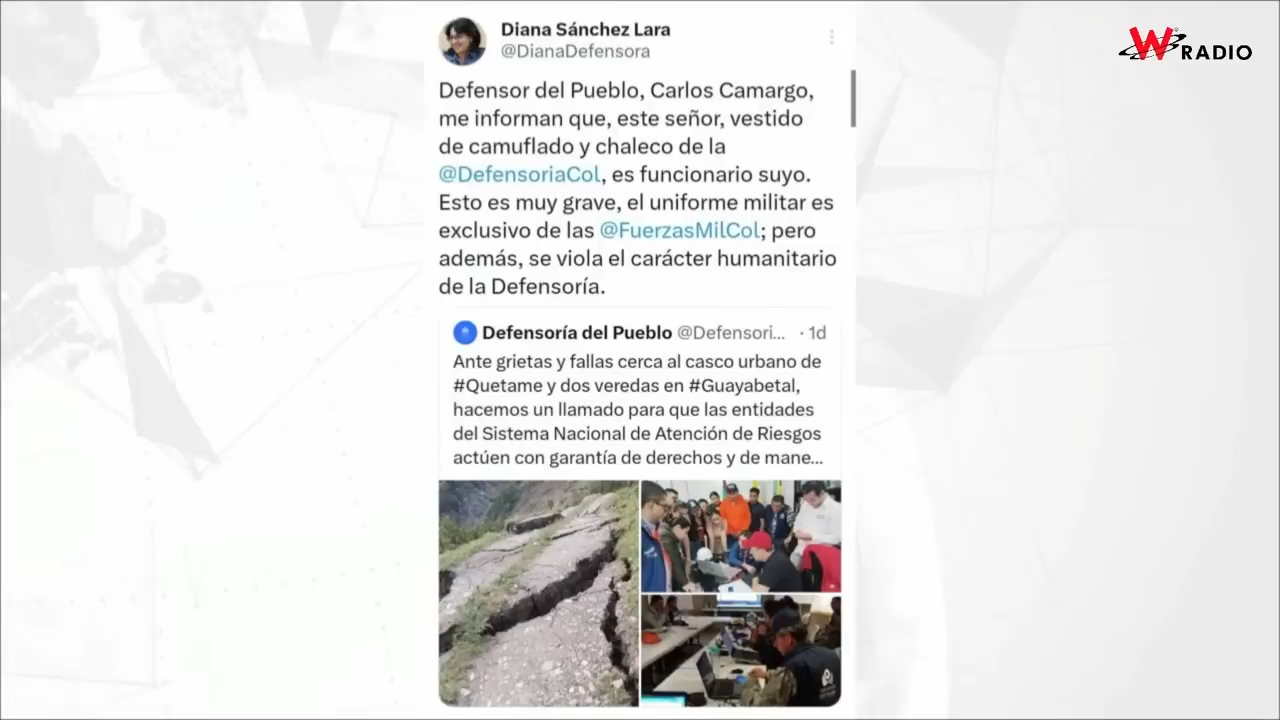 Diana Sánchez Lara
@DianaDefensora
W RADIO
Defensor del Pueblo, Carlos Camargo,
me informan que, este señor, vestido
de camuflado y chaleco de la
@DefensoriaCol, es funcionario suyo.
Esto es muy grave, el uniforme militar es
exclusivo de las @FuerzasMilCol; pero
además, se viola el carácter humanitario
de la Defensoría.
Defensoría del Pueblo @Defensori... · 1d
Ante grietas y fallas cerca al casco urbano de
#Quetame y dos veredas en #Guayabetal,
hacemos un llamado para que las entidades
del Sistema Nacional de Atención de Riesgos
actúen con garantía de derechos y de mane...